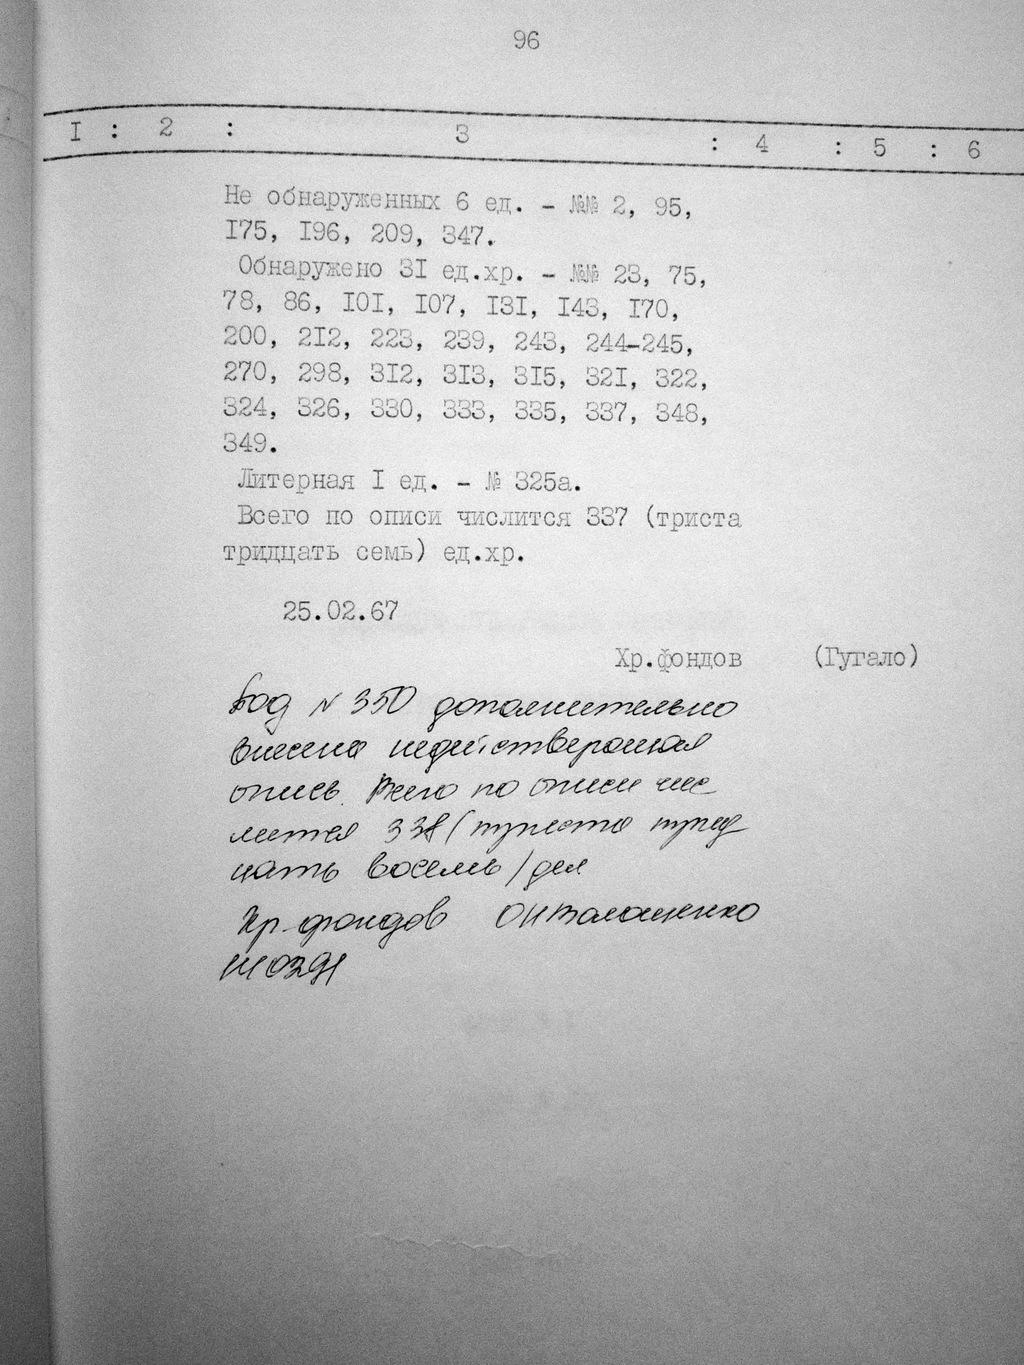 96
I : 2 : 3 : 4 : 5 : 6
Не обнаруженных 6 ед. - №№ 2, 95,
I75, I96, 209, 347.
Обнаружено 3I ед.хр. - №№ 23, 75,
78, 86, I0I, I07, I3I, I43, I70,
200, 2I2, 223, 239, 243, 244-245,
270, 298, 3I2, 3I3, 3I5, 32I, 322,
324, 326, 330, 333, 335, 337, 348,
349.
Литерная I ед. - № 325а.
Всего по описи числится 337 (триста
тридцать семь) ед.хр.
25.02.67
Хр.фондов (Гугало)
Под № 350 дополнительно
внесена недействующая
опись. Всего по описи чис
лится 338 (триста трид
цать восемь) дел
Хр. фондов